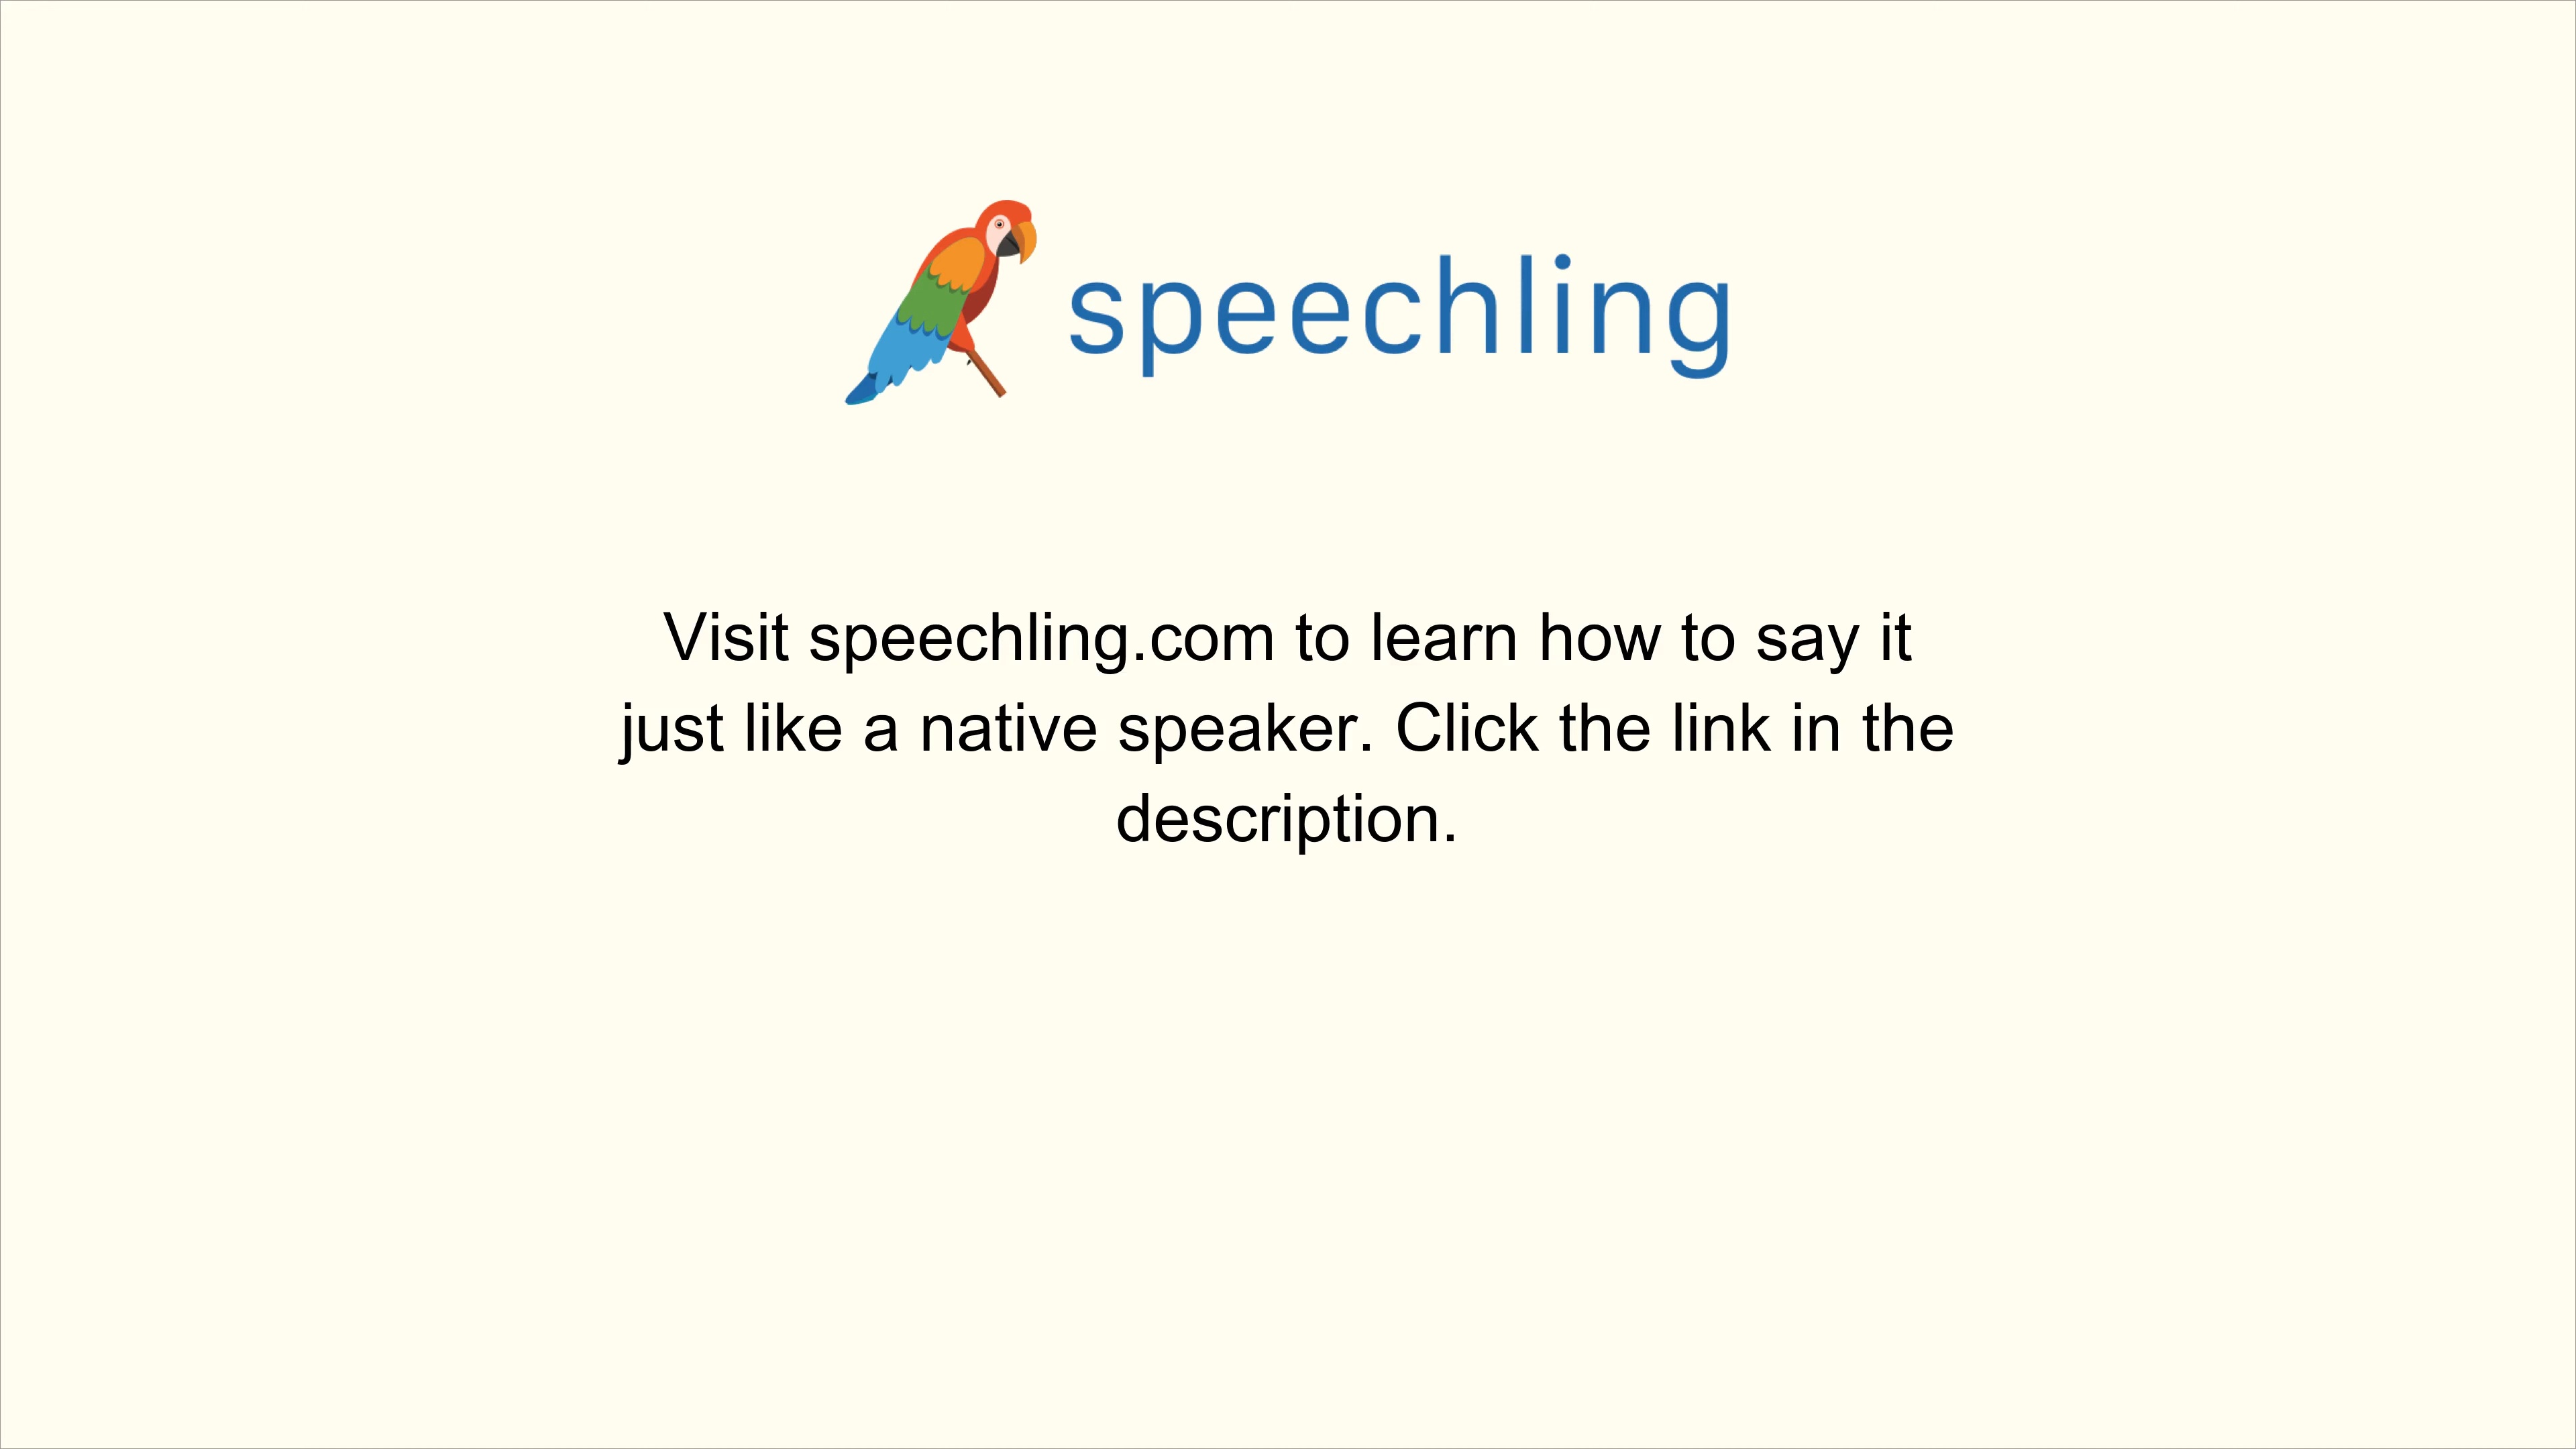 speechling
Visit speechling.com to learn how to say it
just like a native speaker. Click the link in the
description.